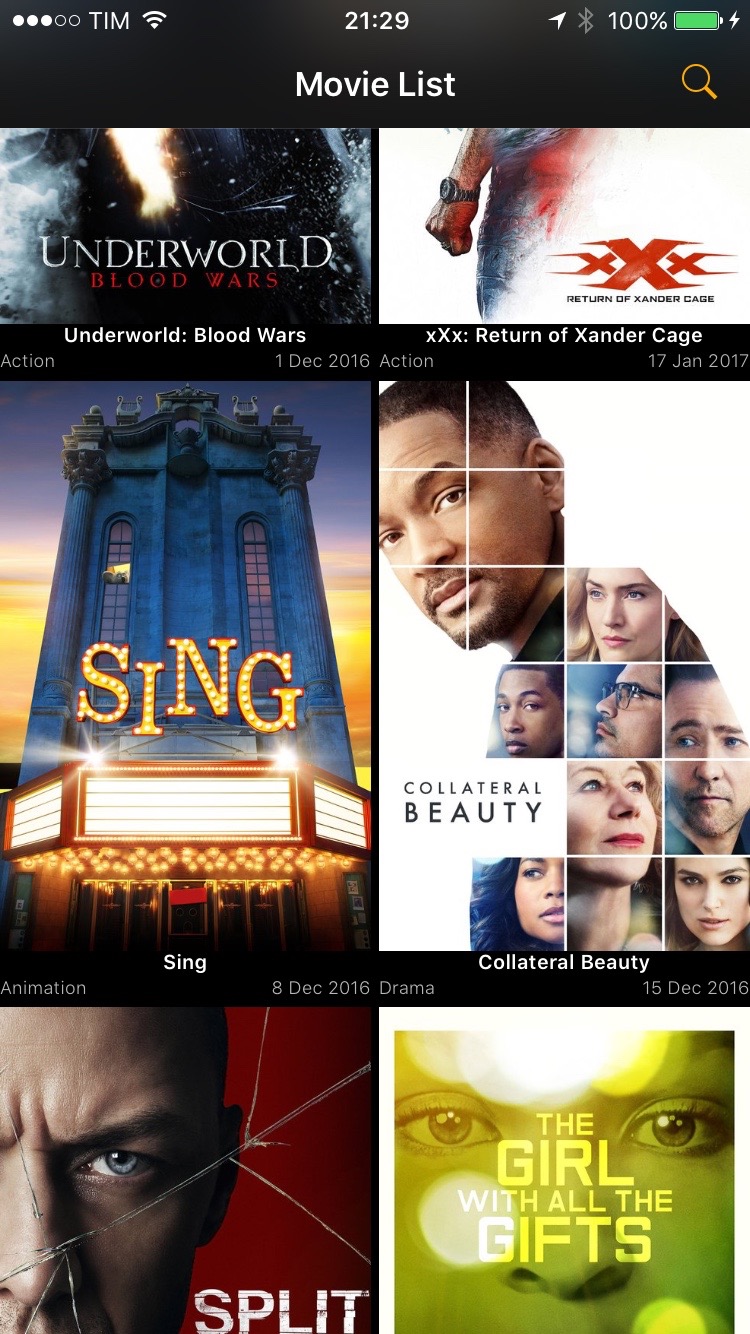 TIM 21:29 100%
Movie List
UNDERWORLD
BLOOD WARS
xXx
RETURN OF XANDER CAGE
Underworld: Blood Wars
Action 1 Dec 2016
xXx: Return of Xander Cage
Action 17 Jan 2017
SING
Sing
Animation 8 Dec 2016
COLLATERAL
BEAUTY
Collateral Beauty
Drama 15 Dec 2016
SPLIT
THE
GIRL
WITH ALL THE
GIFTS